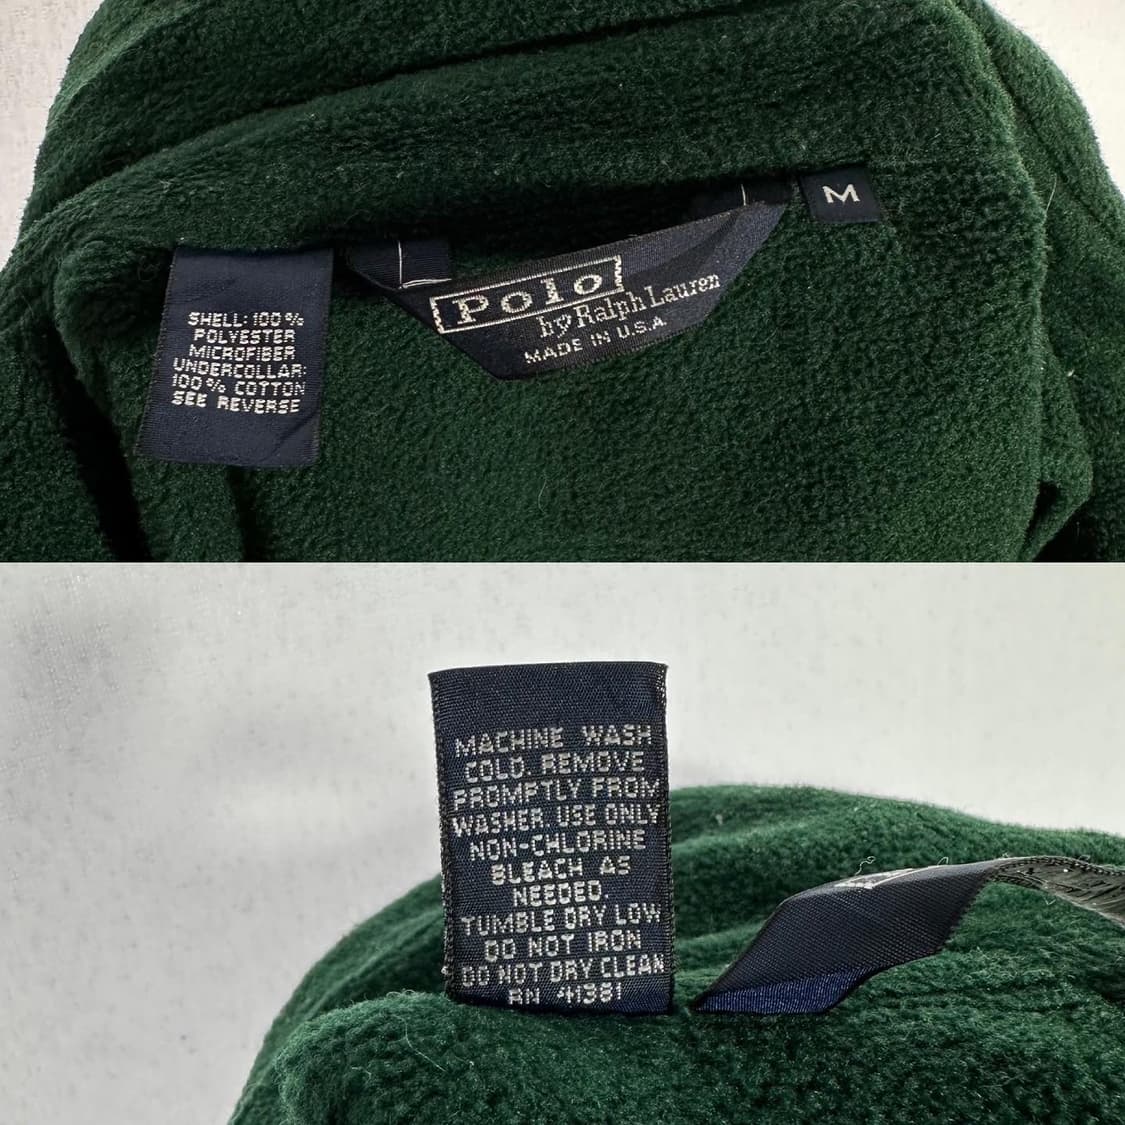 SHELL: 100%
POLYESTER
MICROFIBER
UNDERCOLLAR:
100% COTTON
SEE REVERSE
Polo
by Ralph Lauren
MADE IN U.S.A.
M
MACHINE WASH
COLD. REMOVE
PROMPTLY FROM
WASHER. USE ONLY
NON-CHLORINE
BLEACH AS
NEEDED.
TUMBLE DRY LOW
DO NOT IRON
DO NOT DRY CLEAN
RN 41381